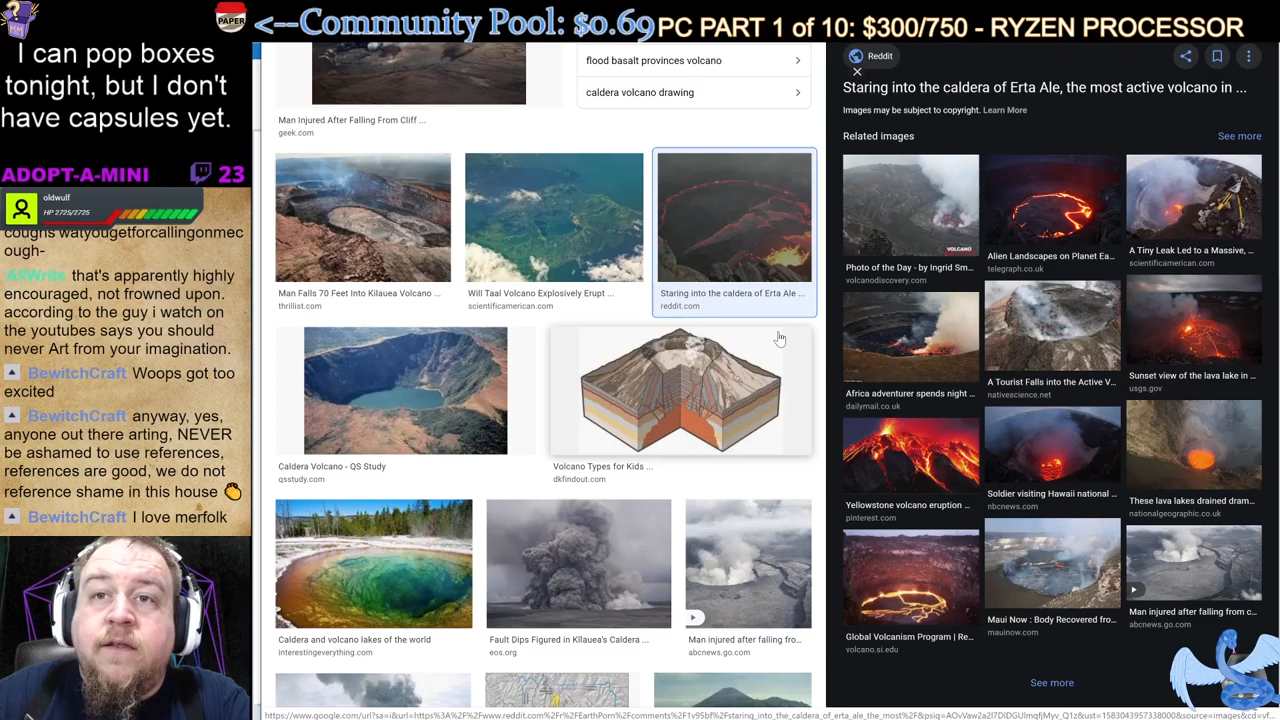 PAPER
<--Community Pool: $0.69
PC PART 1 of 10: $300/750 - RYZEN PROCESSOR
I can pop boxes
tonight, but I don't
have capsules yet.
ADOPT-A-MINI
23
oldwulf
HP 2725/2725
coughs watyougetforcallingonmec
ough-
AllWrite that's apparently highly
encouraged, not frowned upon.
according to the guy i watch on
the youtubes says you should
never Art from your imagination.
BewitchCraft Woops got too
excited
BewitchCraft anyway, yes,
anyone out there arting, NEVER
be ashamed to use references,
references are good, we do not
reference shame in this house
BewitchCraft I love merfolk
flood basalt provinces volcano
caldera volcano drawing
Man Injured After Falling From Cliff ...
geek.com
Man Falls 70 Feet Into Kilauea Volcano ...
thrillist.com
Will Taal Volcano Explosively Erupt ...
scientificamerican.com
Staring into the caldera of Erta Ale ...
reddit.com
Caldera Volcano - QS Study
qsstudy.com
Volcano Types for Kids ...
dkfindout.com
Caldera and volcano lakes of the world
interestingeverything.com
Fault Dips Figured in Kīlauea's Caldera ...
eos.org
Man injured after falling fro...
abcnews.go.com
Reddit
Staring into the caldera of Erta Ale, the most active volcano in ...
Images may be subject to copyright. Learn More
Related images
See more
VOLCANO
Photo of the Day - by Ingrid Sm...
volcanodiscovery.com
Alien Landscapes on Planet Ea...
telegraph.co.uk
A Tiny Leak Led to a Massive, ...
scientificamerican.com
Africa adventurer spends night ...
dailymail.co.uk
A Tourist Falls into the Active V...
nativescience.net
Sunset view of the lava lake in ...
usgs.gov
Yellowstone volcano eruption ...
pinterest.com
Soldier visiting Hawaii national ...
nbcnews.com
These lava lakes drained dram...
nationalgeographic.co.uk
Global Volcanism Program | Re...
volcano.si.edu
Maui Now : Body Recovered fro...
mauinow.com
Man injured after falling from c...
abcnews.go.com
See more